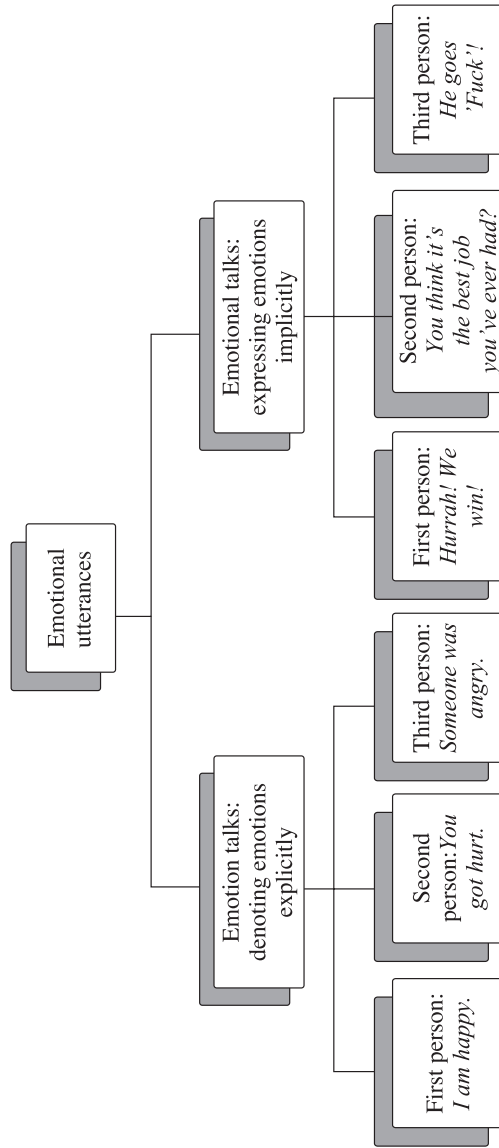 Emotional
utterances
Emotion talks:
denoting emotions
explicitly
Emotional talks:
expressing emotions
implicitly
First person:
I am happy.
Second
person:You
got hurt.
Third person:
Someone was
angry.
First person:
Hurrah! We
win!
Second person:
You think it's
the best job
you've ever had?
Third person:
He goes
'Fuck'!